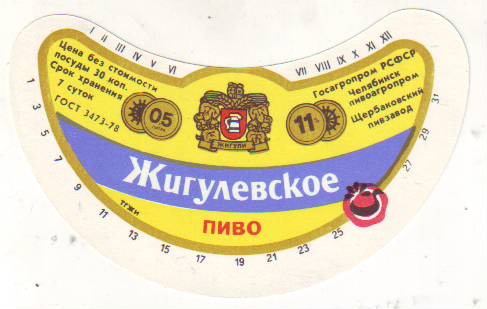 I II III IV V VI
VII VIII IX X XI XII
Цена без стоимости
посуды 30 коп.
Срок хранения
7 суток
ГОСТ 3473-78
05
ЖИГУЛИ
11%
Госагропром РСФСР
Челябинск
пивоагропром
Щербаковский
пивзавод
Жигулевское
ПИВО
тгжи
1 3 5 7 9 11 13 15 17 19 21 23 25 27 29 31